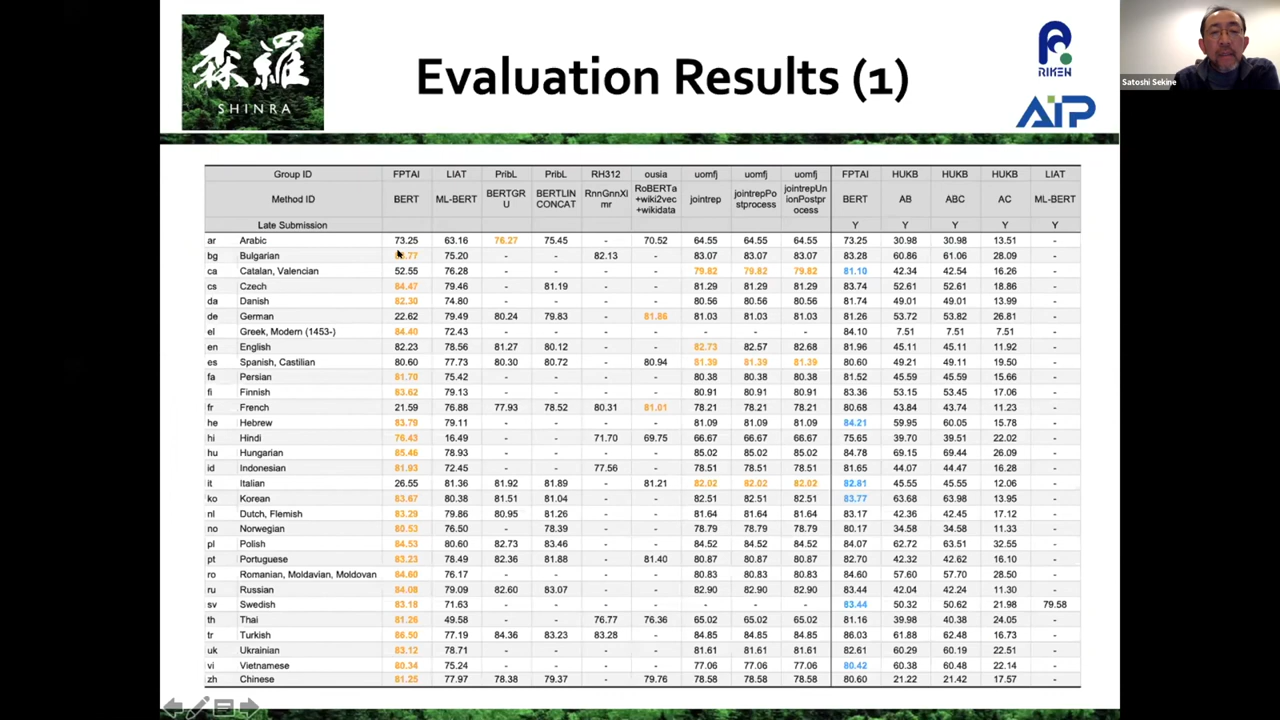 森羅
SHINRA
Evaluation Results (1)
RIKEN
AIP
Satoshi Sekine
Group ID FPTAI LIAT PribL PribL RH312 ousia uomfj uomfj uomfj FPTAI HUKB HUKB HUKB LIAT
Method ID BERT ML-BERT BERTGRU BERTLINCONCAT RnnGnnXlmr RoBERTa+wiki2vec+wikidata jointrep jointrepPostprocess jointrepUnionPostprocess BERT AB ABC AC ML-BERT
Late Submission Y Y Y Y Y
ar Arabic 73.25 63.16 76.27 75.45 - 70.52 64.55 64.55 64.55 73.25 30.98 30.98 13.51 -
bg Bulgarian 75.20 - - 82.13 - 83.07 83.07 83.07 83.28 60.86 61.06 28.09 -
ca Catalan, Valencian 52.55 76.28 - - - - 79.82 79.82 79.82 81.10 42.34 42.54 16.26 -
cs Czech 84.47 79.46 - 81.19 - - 81.29 81.29 81.29 83.74 52.61 52.61 18.86 -
da Danish 82.30 74.80 - - - - 80.56 80.56 80.56 81.74 49.01 49.01 13.99 -
de German 22.62 79.49 80.24 79.83 - 81.86 81.03 81.03 81.03 81.26 53.72 53.82 26.81 -
el Greek, Modern (1453-) 84.40 72.43 - - - - - - - 84.10 7.51 7.51 7.51 -
en English 82.23 78.56 81.27 80.12 - - 82.73 82.57 82.68 81.96 45.11 45.11 11.92 -
es Spanish, Castilian 80.60 77.73 80.30 80.72 - 80.94 81.39 81.39 81.39 80.60 49.21 49.11 19.50 -
fa Persian 81.70 75.42 - - - - 80.38 80.38 80.38 81.52 45.59 45.59 15.66 -
fi Finnish 83.62 79.13 - - - - 80.91 80.91 80.91 83.36 53.15 53.45 17.06 -
fr French 21.59 76.88 77.93 78.52 80.31 81.01 78.21 78.21 78.21 80.68 43.84 43.74 11.23 -
he Hebrew 83.79 79.11 - - - - 81.09 81.09 81.09 84.21 59.95 60.05 15.78 -
hi Hindi 76.43 16.49 - - 71.70 69.75 66.67 66.67 66.67 75.65 39.70 39.51 22.02 -
hu Hungarian 85.46 78.93 - - - - 85.02 85.02 85.02 84.78 69.15 69.44 26.09 -
id Indonesian 81.93 72.45 - - 77.56 - 78.51 78.51 78.51 81.65 44.07 44.47 16.28 -
it Italian 26.55 81.36 81.92 81.89 - 81.21 82.02 82.02 82.02 82.81 45.55 45.55 12.06 -
ko Korean 83.67 80.38 81.51 81.04 - - 82.51 82.51 82.51 83.77 63.68 63.98 13.95 -
nl Dutch, Flemish 83.29 79.86 80.95 81.26 - - 81.64 81.64 81.64 83.17 42.36 42.45 17.12 -
no Norwegian 80.53 76.50 - 78.39 - - 78.79 78.79 78.79 80.17 34.58 34.58 11.33 -
pl Polish 84.53 80.60 82.73 83.46 - - 84.52 84.52 84.52 84.07 62.72 63.51 32.55 -
pt Portuguese 83.23 78.49 82.36 81.88 - 81.40 80.87 80.87 80.87 82.70 42.32 42.62 16.10 -
ro Romanian, Moldavian, Moldovan 84.60 76.17 - - - - 80.83 80.83 80.83 84.60 57.60 57.70 28.50 -
ru Russian 84.08 79.09 82.60 83.07 - - 82.90 82.90 82.90 83.44 42.04 42.24 11.30 -
sv Swedish 83.18 71.63 - - - - - - - 83.44 50.32 50.62 21.98 79.58
th Thai 81.26 49.58 - - 76.77 76.36 65.02 65.02 65.02 81.16 39.98 40.38 24.05 -
tr Turkish 86.50 77.19 84.36 83.23 83.28 - 84.85 84.85 84.85 86.03 61.88 62.48 16.73 -
uk Ukrainian 83.12 78.71 - - - - 81.61 81.61 81.61 82.61 60.29 60.19 22.51 -
vi Vietnamese 80.34 75.24 - - - - 77.06 77.06 77.06 80.42 60.38 60.48 22.14 -
zh Chinese 81.25 77.97 78.38 79.37 - 79.76 78.58 78.58 78.58 80.60 21.22 21.42 17.57 -